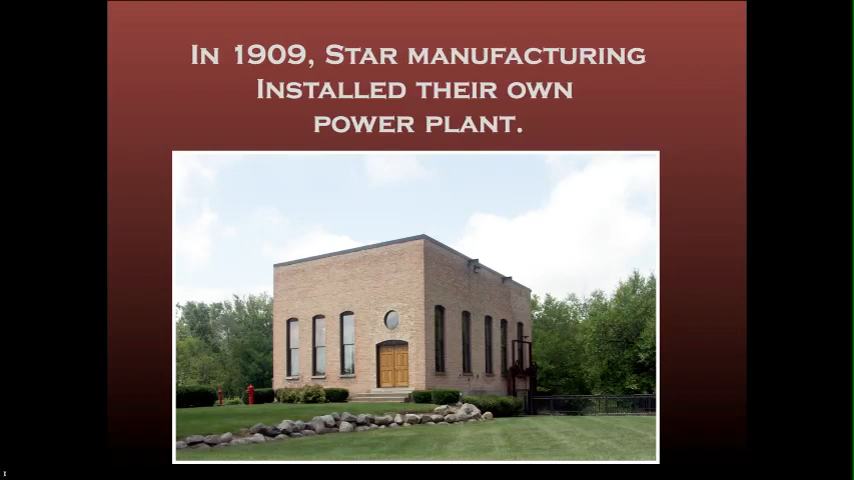 In 1909, Star manufacturing
Installed their own
power plant.